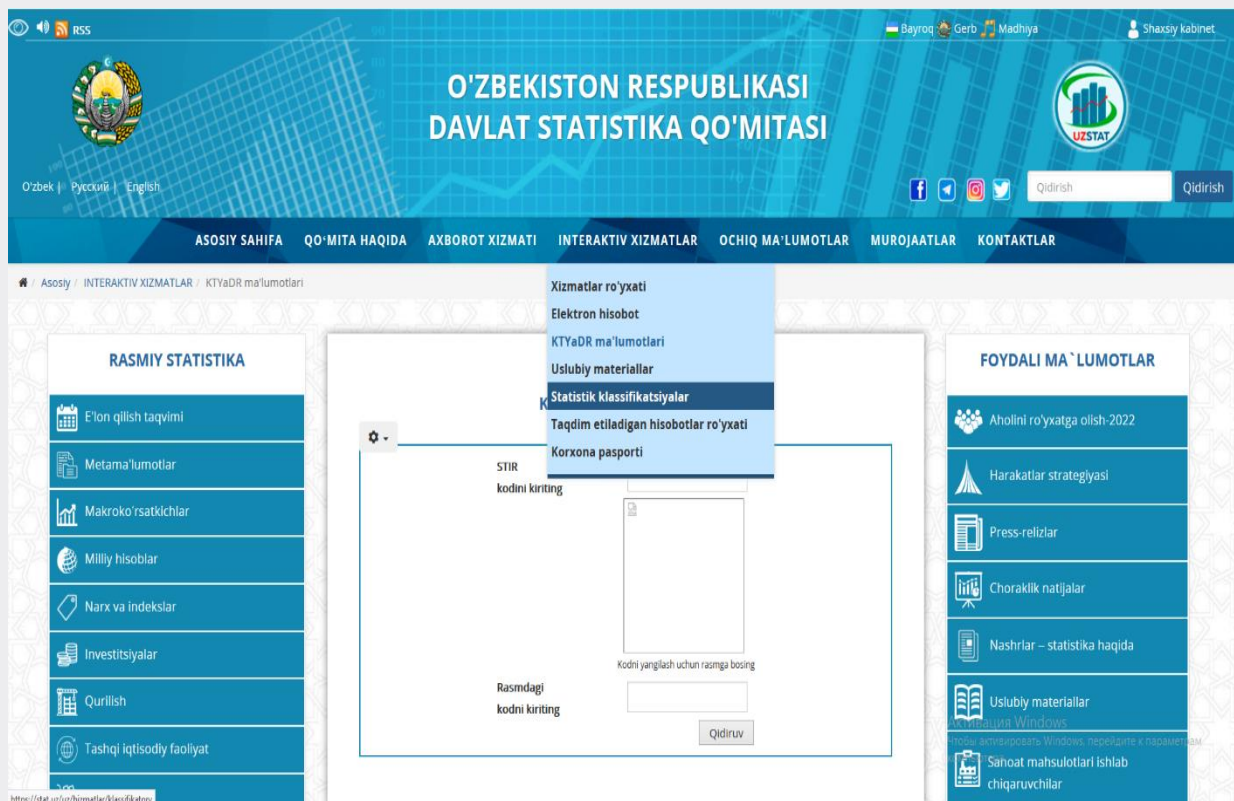 RSS
Bayroq Gerb Madhiya
Shaxsiy kabinet
O'ZBEKISTON RESPUBLIKASI
DAVLAT STATISTIKA QO'MITASI
UZSTAT
O'zbek | Русский | English
Qidirish
Qidirish
ASOSIY SAHIFA QO‘MITA HAQIDA AXBOROT XIZMATI INTERAKTIV XIZMATLAR OCHIQ MA’LUMOTLAR MUROJAATLAR KONTAKTLAR
/ Asosiy / INTERAKTIV XIZMATLAR / KTYaDR ma'lumotlari
Xizmatlar ro'yxati
Elektron hisobot
KTYaDR ma'lumotlari
Uslubiy materiallar
Statistik klassifikatsiyalar
Taqdim etiladigan hisobotlar ro'yxati
Korxona pasporti
RASMIY STATISTIKA
E'lon qilish taqvimi
Metama'lumotlar
Makroko'rsatkichlar
Milliy hisoblar
Narx va indekslar
Investitsiyalar
Qurilish
Tashqi iqtisodiy faoliyat
K
STIR
kodini kiriting
Kodni yangilash uchun rasmga bosing
Rasmdagi
kodni kiriting
Qidiruv
FOYDALI MA`LUMOTLAR
Aholini ro'yxatga olish-2022
Harakatlar strategiyasi
Press-relizlar
Choraklik natijalar
Nashrlar – statistika haqida
Uslubiy materiallar
Активация Windows
Чтобы активировать Windows, перейдите к параметрам
Sanoat mahsulotlari ishlab
chiqaruvchilar
https://stat.uz/uz/hizmatlar/klassifikatory